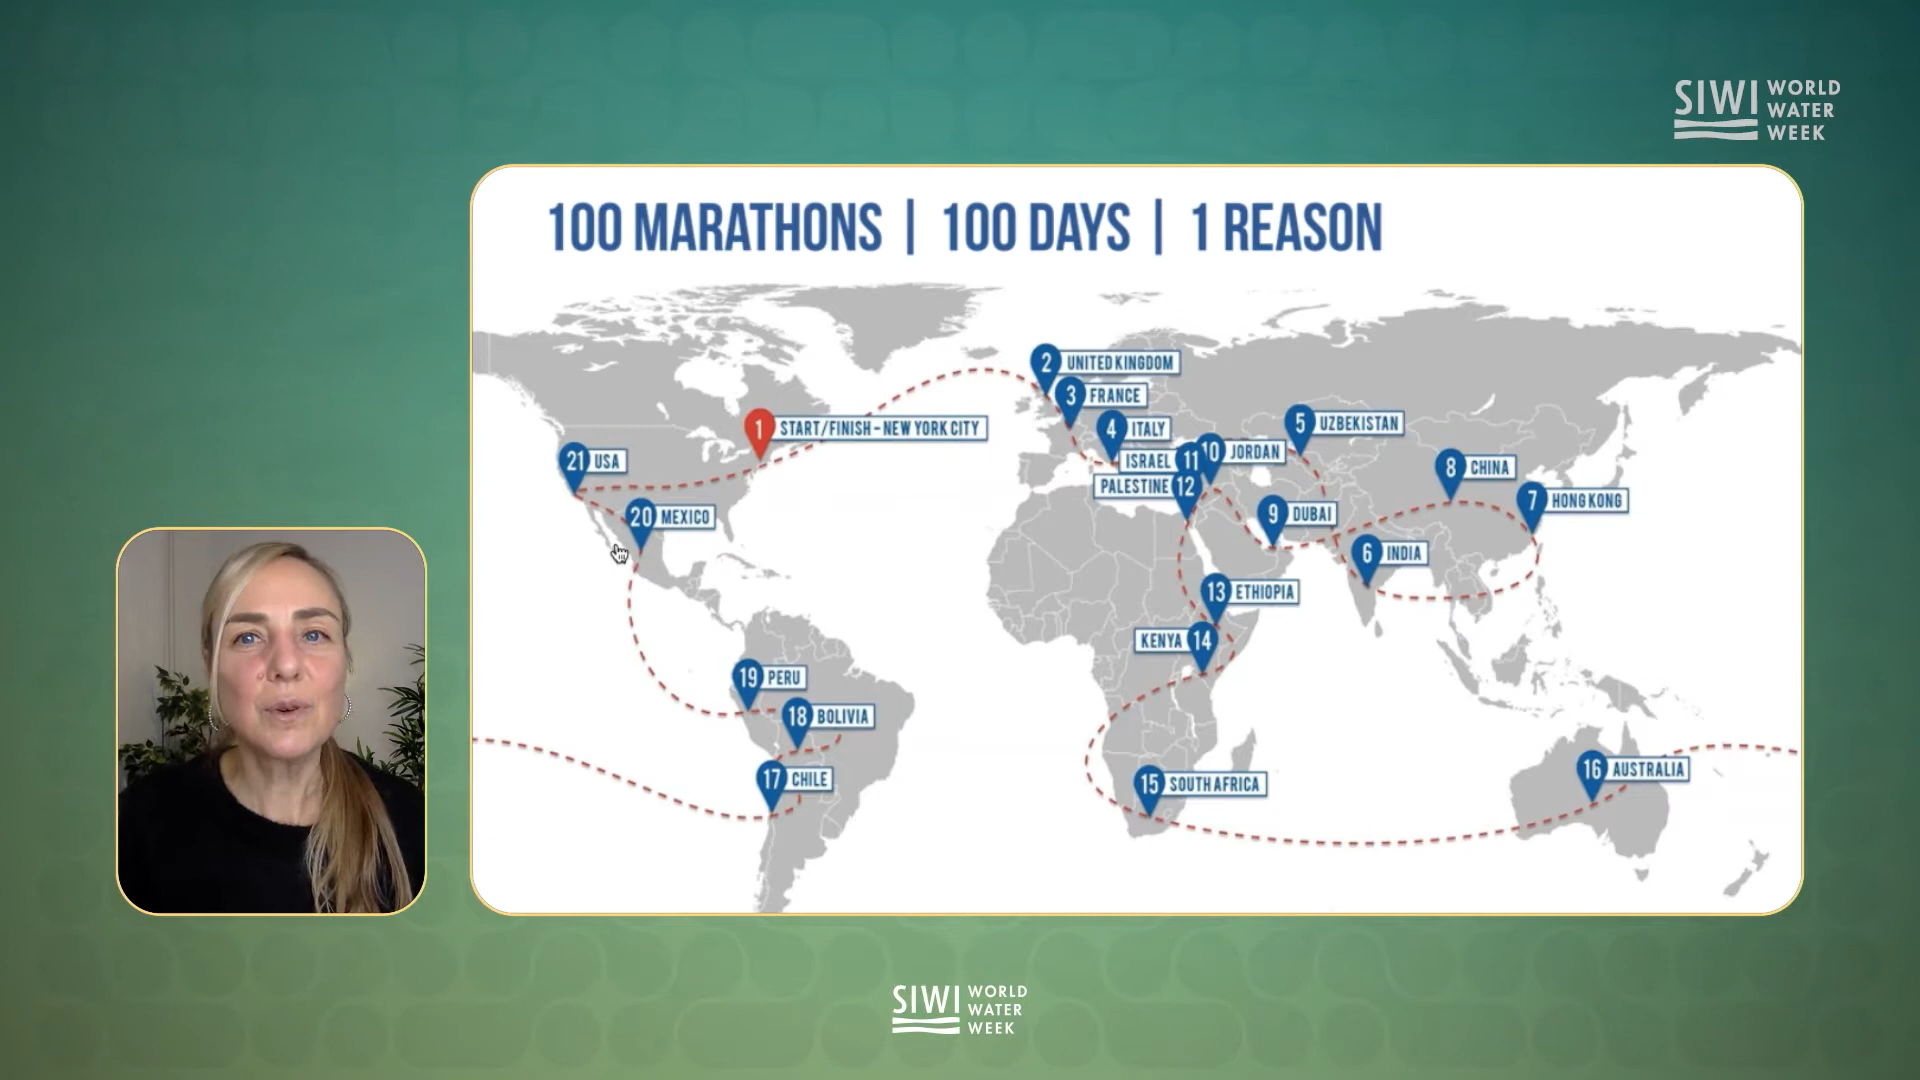 SIWI WORLD
WATER
WEEK
100 MARATHONS | 100 DAYS | 1 REASON
2 UNITED KINGDOM
3 FRANCE
1 START/FINISH - NEW YORK CITY
4 ITALY
5 UZBEKISTAN
21 USA
ISRAEL 11
10 JORDAN
8 CHINA
PALESTINE 12
7 HONG KONG
20 MEXICO
9 DUBAI
6 INDIA
13 ETHIOPIA
KENYA 14
19 PERU
18 BOLIVIA
17 CHILE
15 SOUTH AFRICA
16 AUSTRALIA
SIWI WORLD
WATER
WEEK